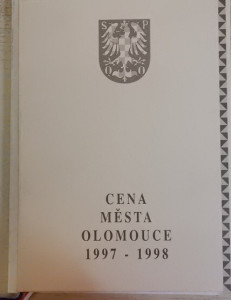 S P
Q O
CENA
MĚSTA
OLOMOUCE
1997 - 1998